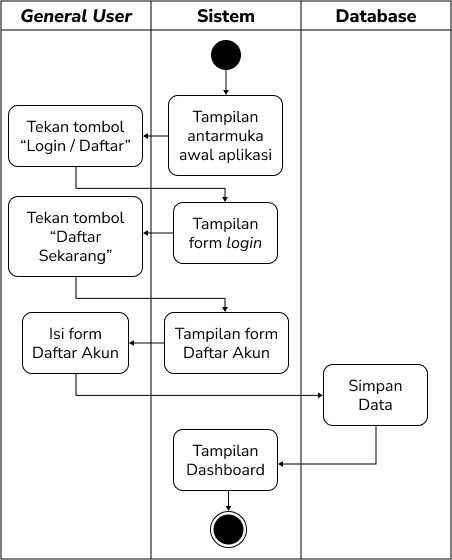 General User
Sistem
Database
Tampilan
antarmuka
awal aplikasi
Tekan tombol
“Login / Daftar”
Tampilan
form login
Tekan tombol
“Daftar
Sekarang”
Tampilan form
Daftar Akun
Isi form
Daftar Akun
Simpan
Data
Tampilan
Dashboard